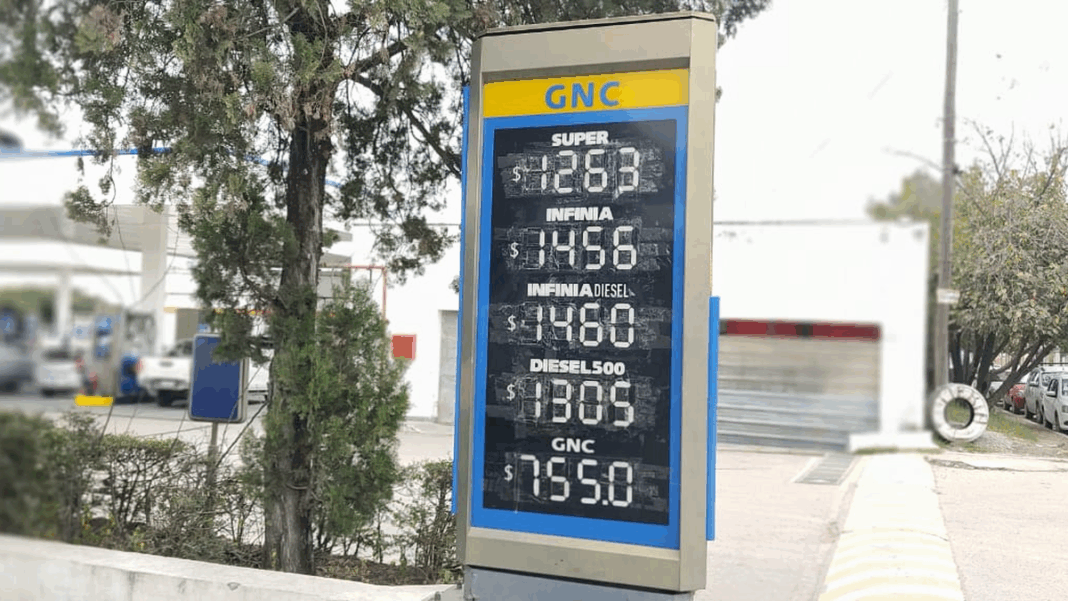 GNC
SUPER
$1263
INFINIA
$1456
INFINIA DIESEL
$1460
DIESEL500
$1305
GNC
$755.0